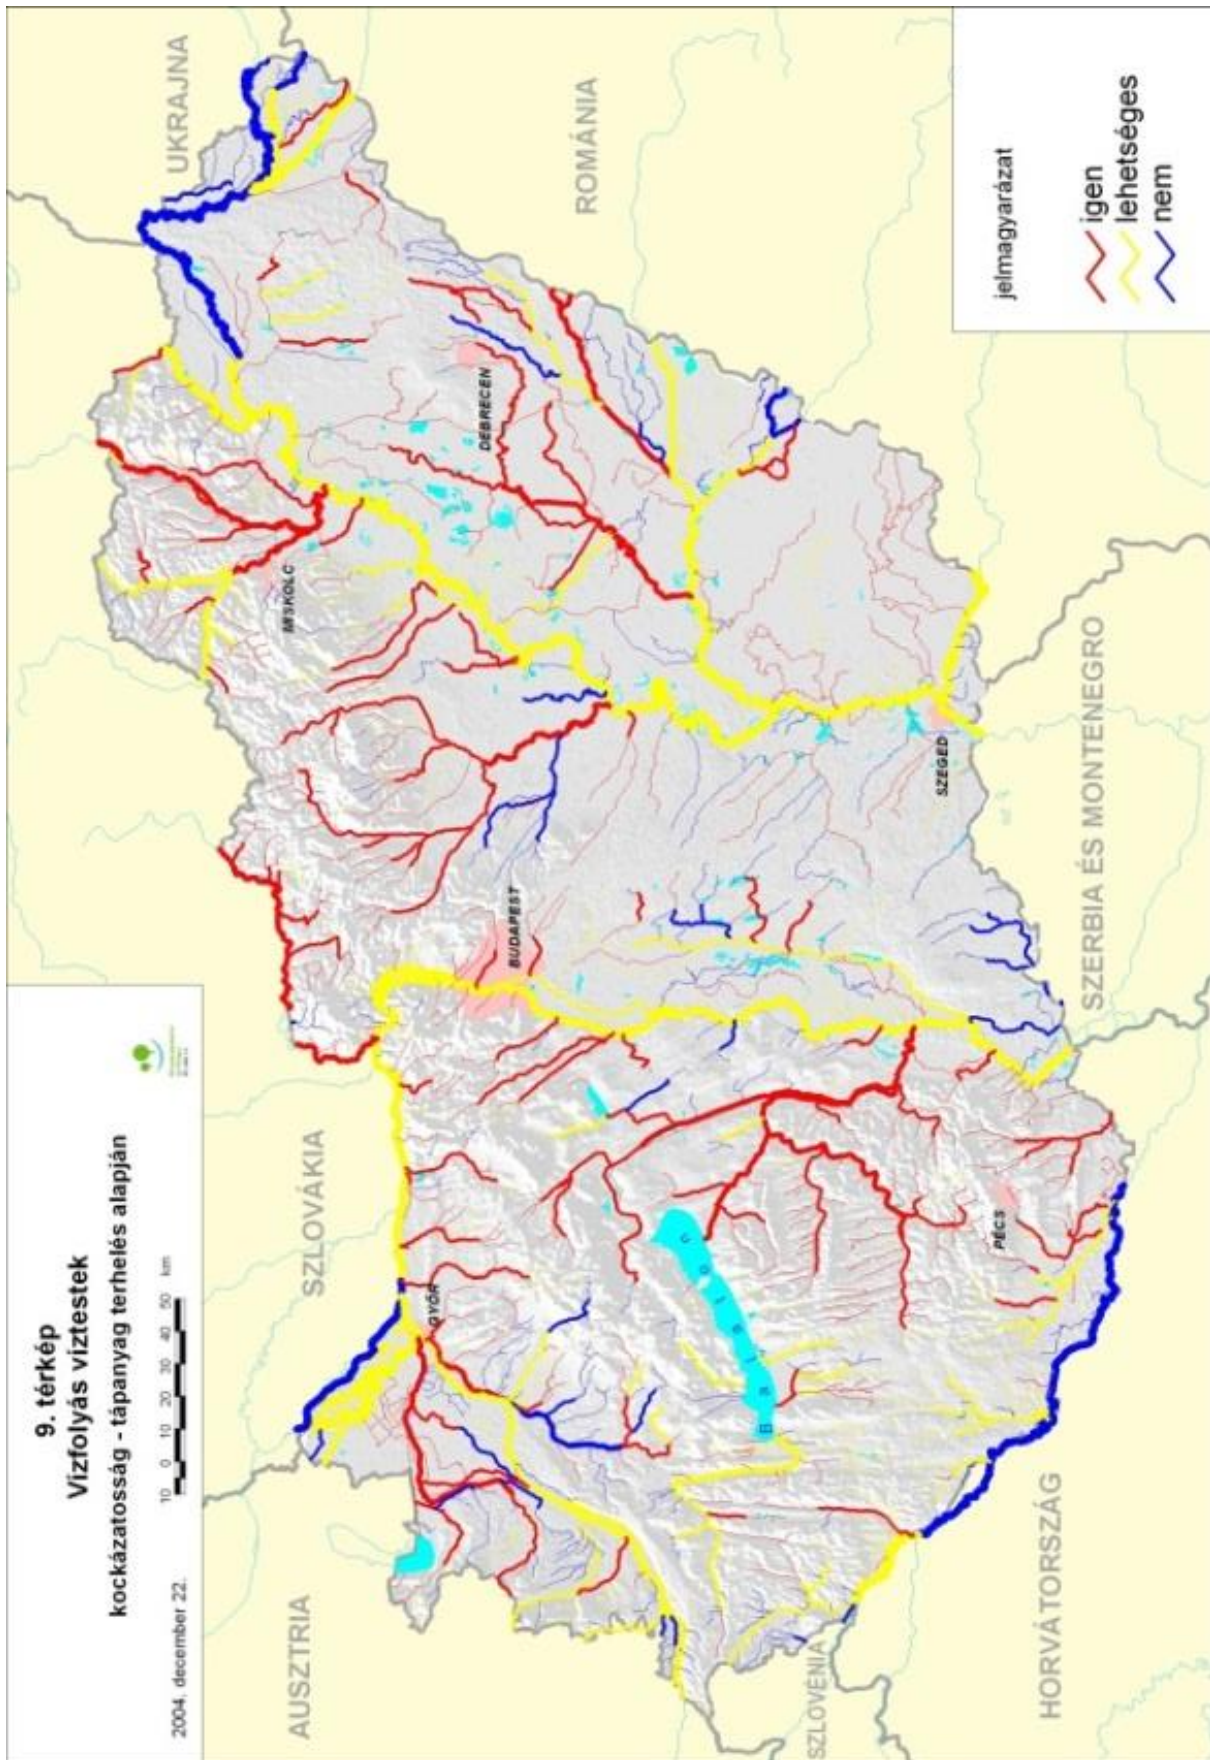 9. térkép
Vízfolyás víztestek
kockázatosság - tápanyag terhelés alapján
2004. december 22.
10 0 10 20 30 40 50 km
UKRAJNA
SZLOVÁKIA
AUSZTRIA
ROMÁNIA
MISKOLC
DEBRECEN
GYŐR
BUDAPEST
Balaton
SZEGED
PÉCS
SZLOVÉNIA
HORVÁTORSZÁG
SZERBIA ÉS MONTENEGRO
jelmagyarázat
igen
lehetséges
nem